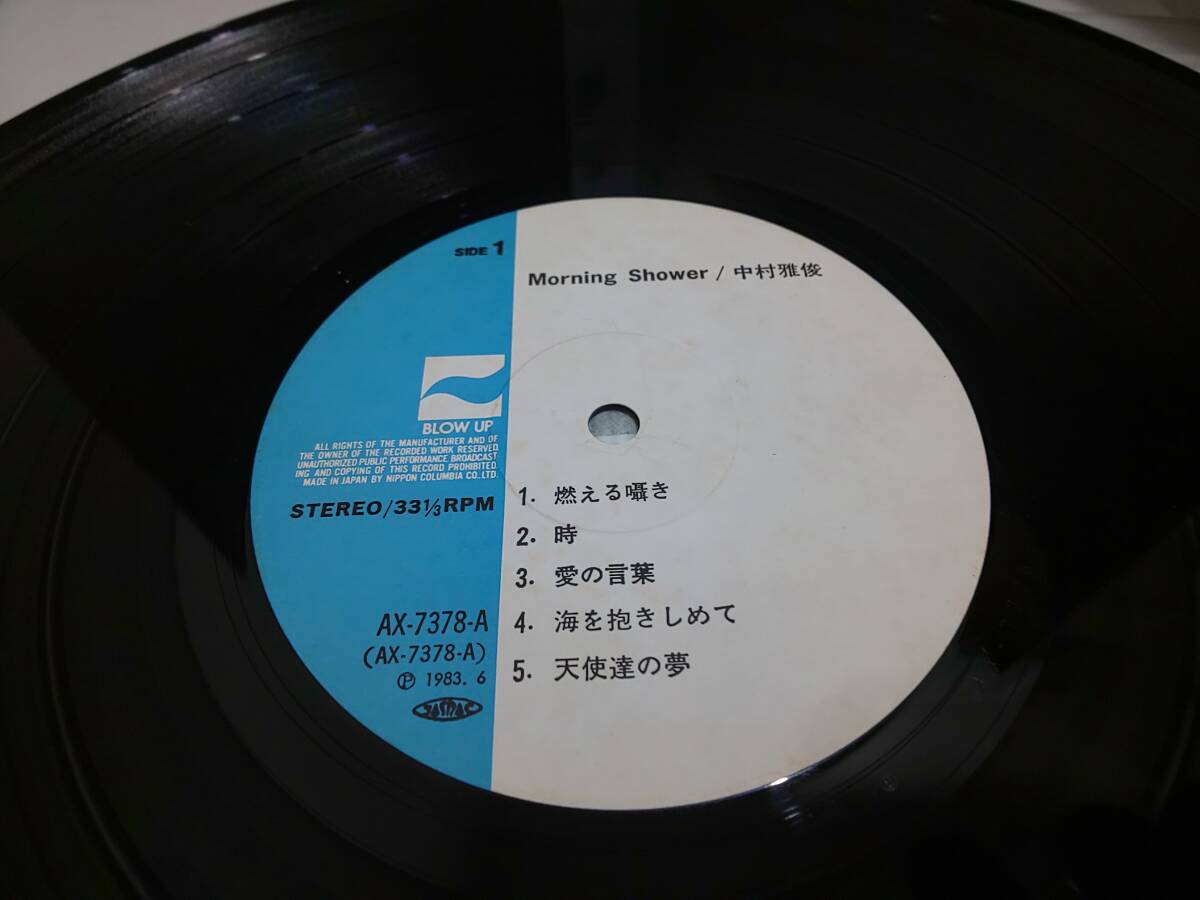 SIDE 1
Morning Shower / 中村雅俊
BLOW UP
ALL RIGHTS OF THE MANUFACTURER AND OF
THE OWNER OF THE RECORDED WORK RESERVED.
UNAUTHORIZED PUBLIC PERFORMANCE BROADCAST
ING AND COPYING OF THIS RECORD PROHIBITED.
MADE IN JAPAN BY NIPPON COLUMBIA CO., LTD.
STEREO/33⅓RPM
1. 燃える囁き
2. 時
3. 愛の言葉
4. 海を抱きしめて
5. 天使達の夢
AX-7378-A
(AX-7378-A)
Ⓟ 1983. 6
JASRAC